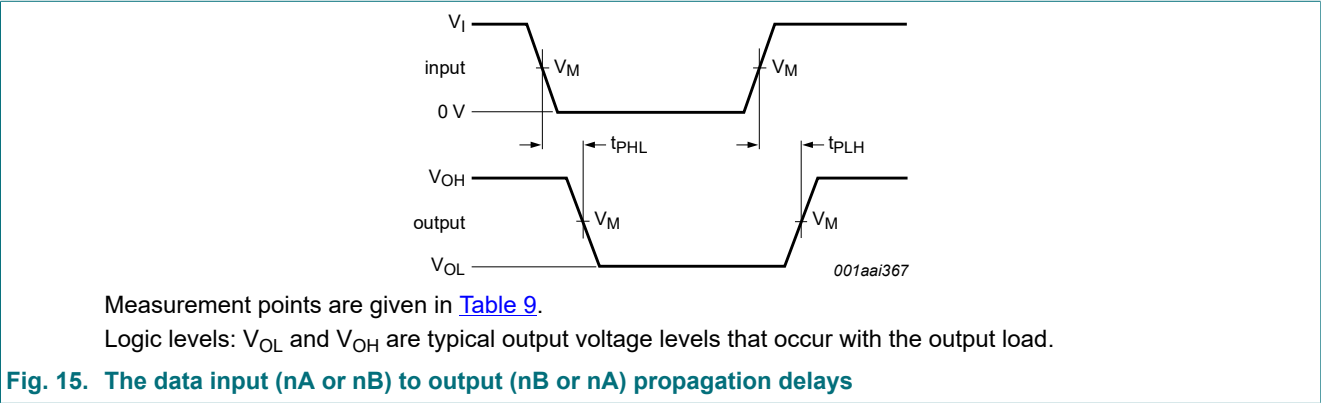 V_I
input
V_M
V_M
0 V
t_PHL
t_PLH
V_OH
output
V_M
V_M
V_OL
001aai367
Measurement points are given in Table 9.
Logic levels: V_OL and V_OH are typical output voltage levels that occur with the output load.
Fig. 15. The data input (nA or nB) to output (nB or nA) propagation delays